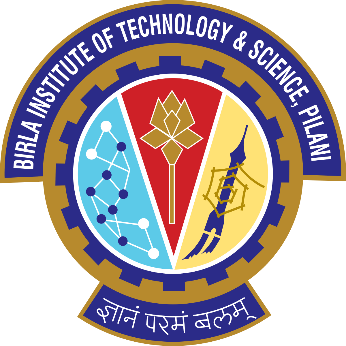 BIRLA INSTITUTE OF TECHNOLOGY & SCIENCE, PILANI
ज्ञानं परमं बलम्